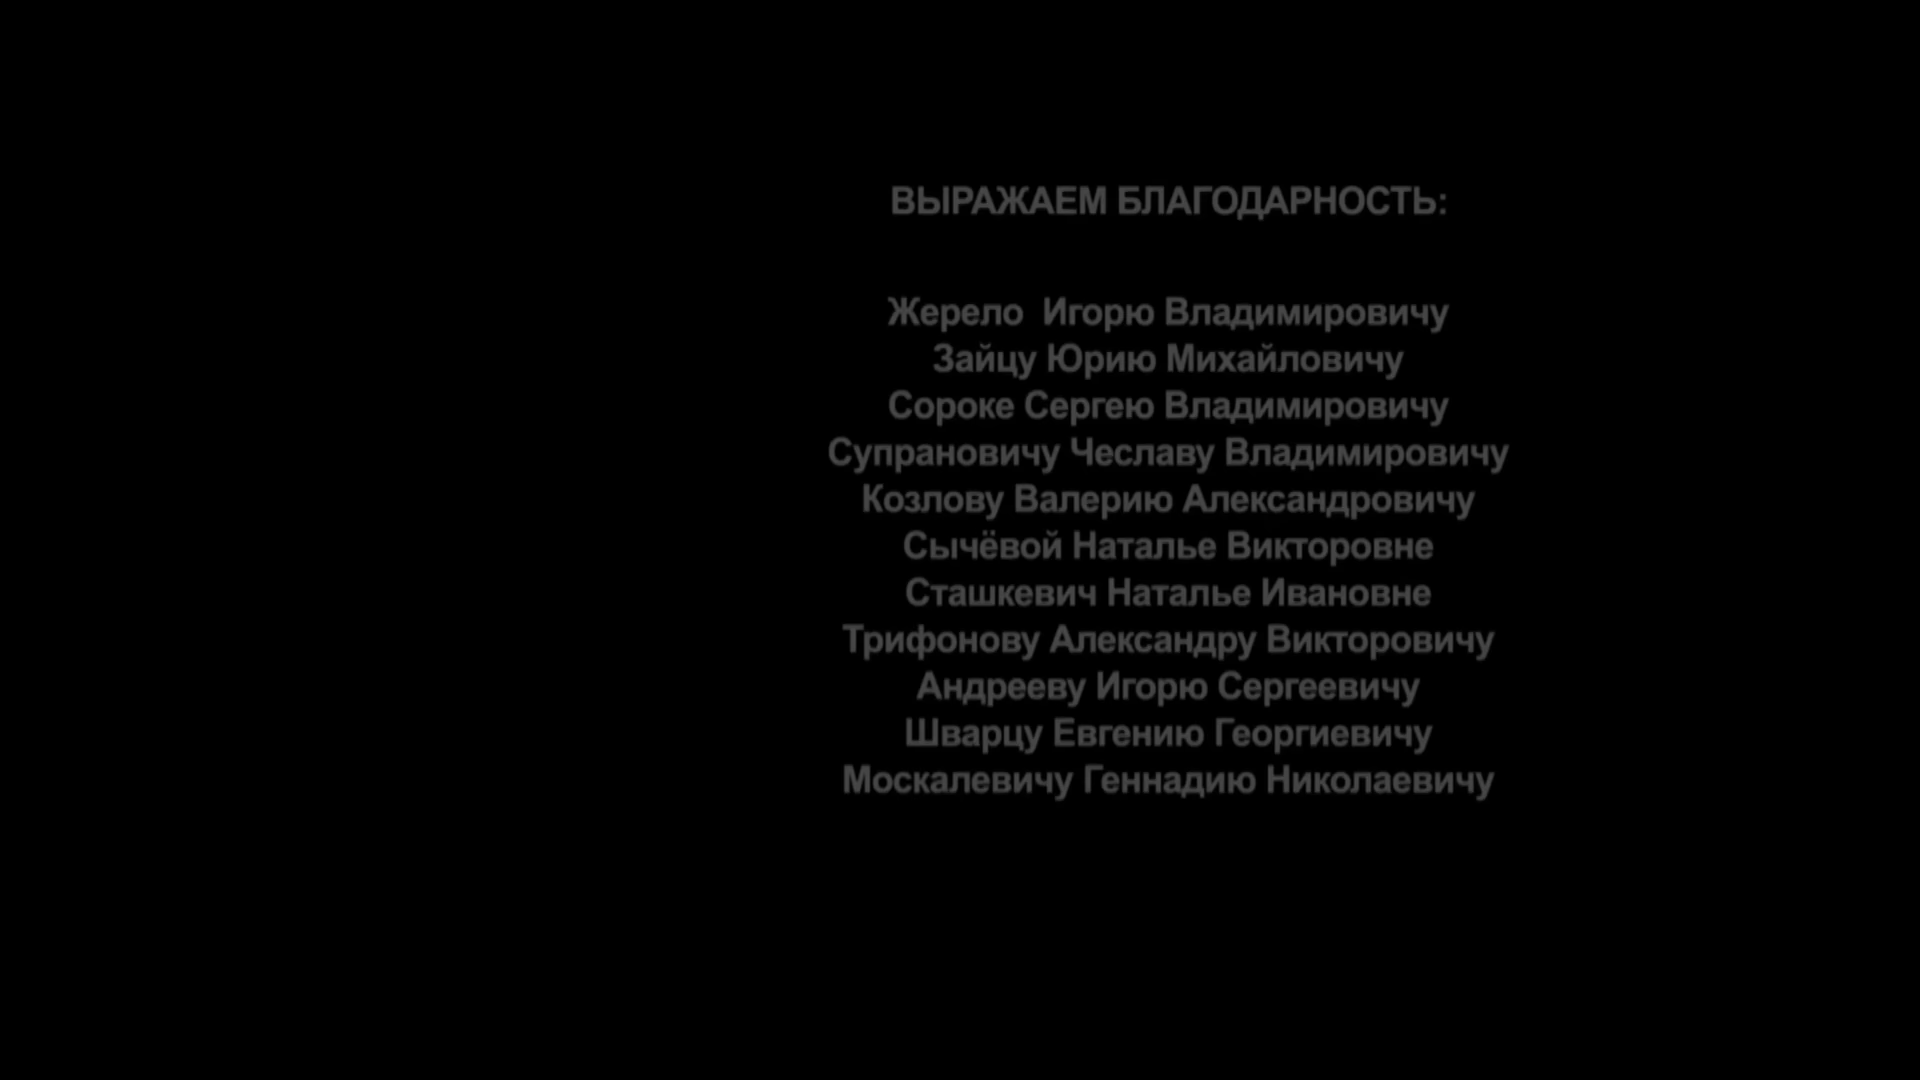 ВЫРАЖАЕМ БЛАГОДАРНОСТЬ:
Жерело Игорю Владимировичу
Зайцу Юрию Михайловичу
Сороке Сергею Владимировичу
Супрановичу Чеславу Владимировичу
Козлову Валерию Александровичу
Сычёвой Наталье Викторовне
Сташкевич Наталье Ивановне
Трифонову Александру Викторовичу
Андрееву Игорю Сергеевичу
Шварцу Евгению Георгиевичу
Москалевичу Геннадию Николаевичу